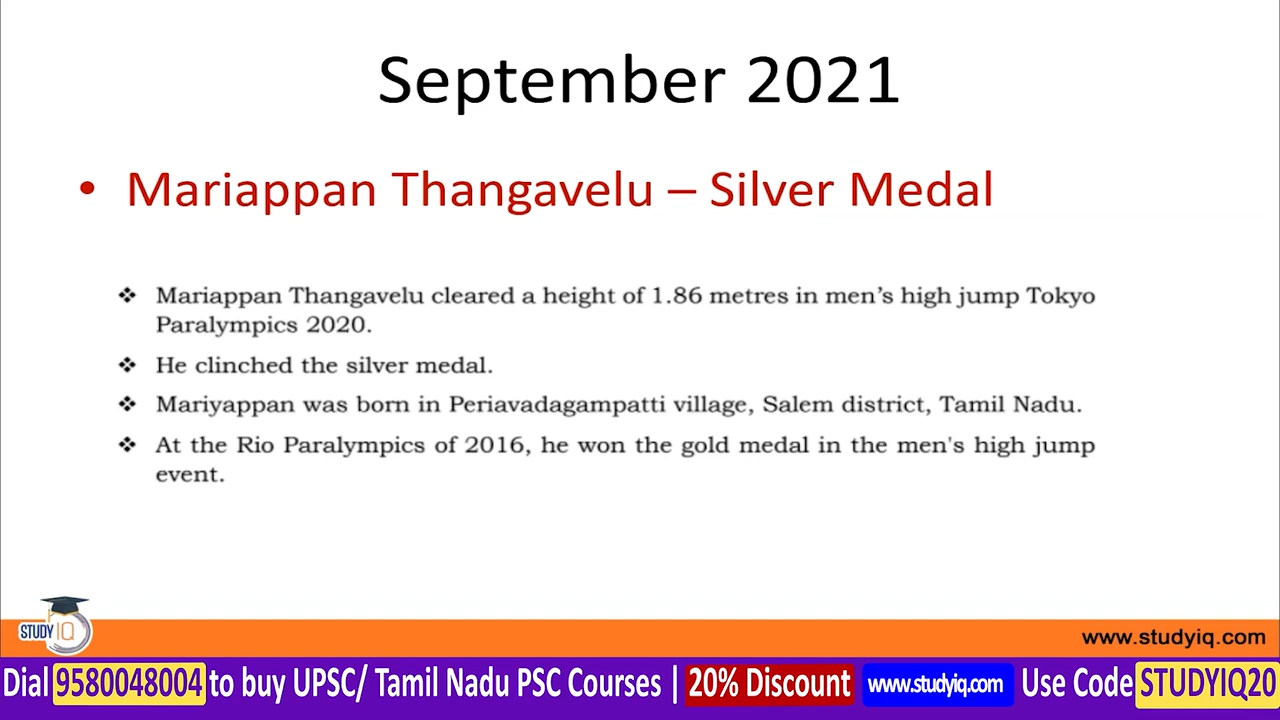 September 2021
• Mariappan Thangavelu – Silver Medal
❖ Mariappan Thangavelu cleared a height of 1.86 metres in men’s high jump Tokyo
Paralympics 2020.
❖ He clinched the silver medal.
❖ Mariyappan was born in Periavadagampatti village, Salem district, Tamil Nadu.
❖ At the Rio Paralympics of 2016, he won the gold medal in the men's high jump
event.
STUDY IQ
www.studyiq.com
Dial 9580048004 to buy UPSC/ Tamil Nadu PSC Courses | 20% Discount www.studyiq.com Use Code STUDYIQ20